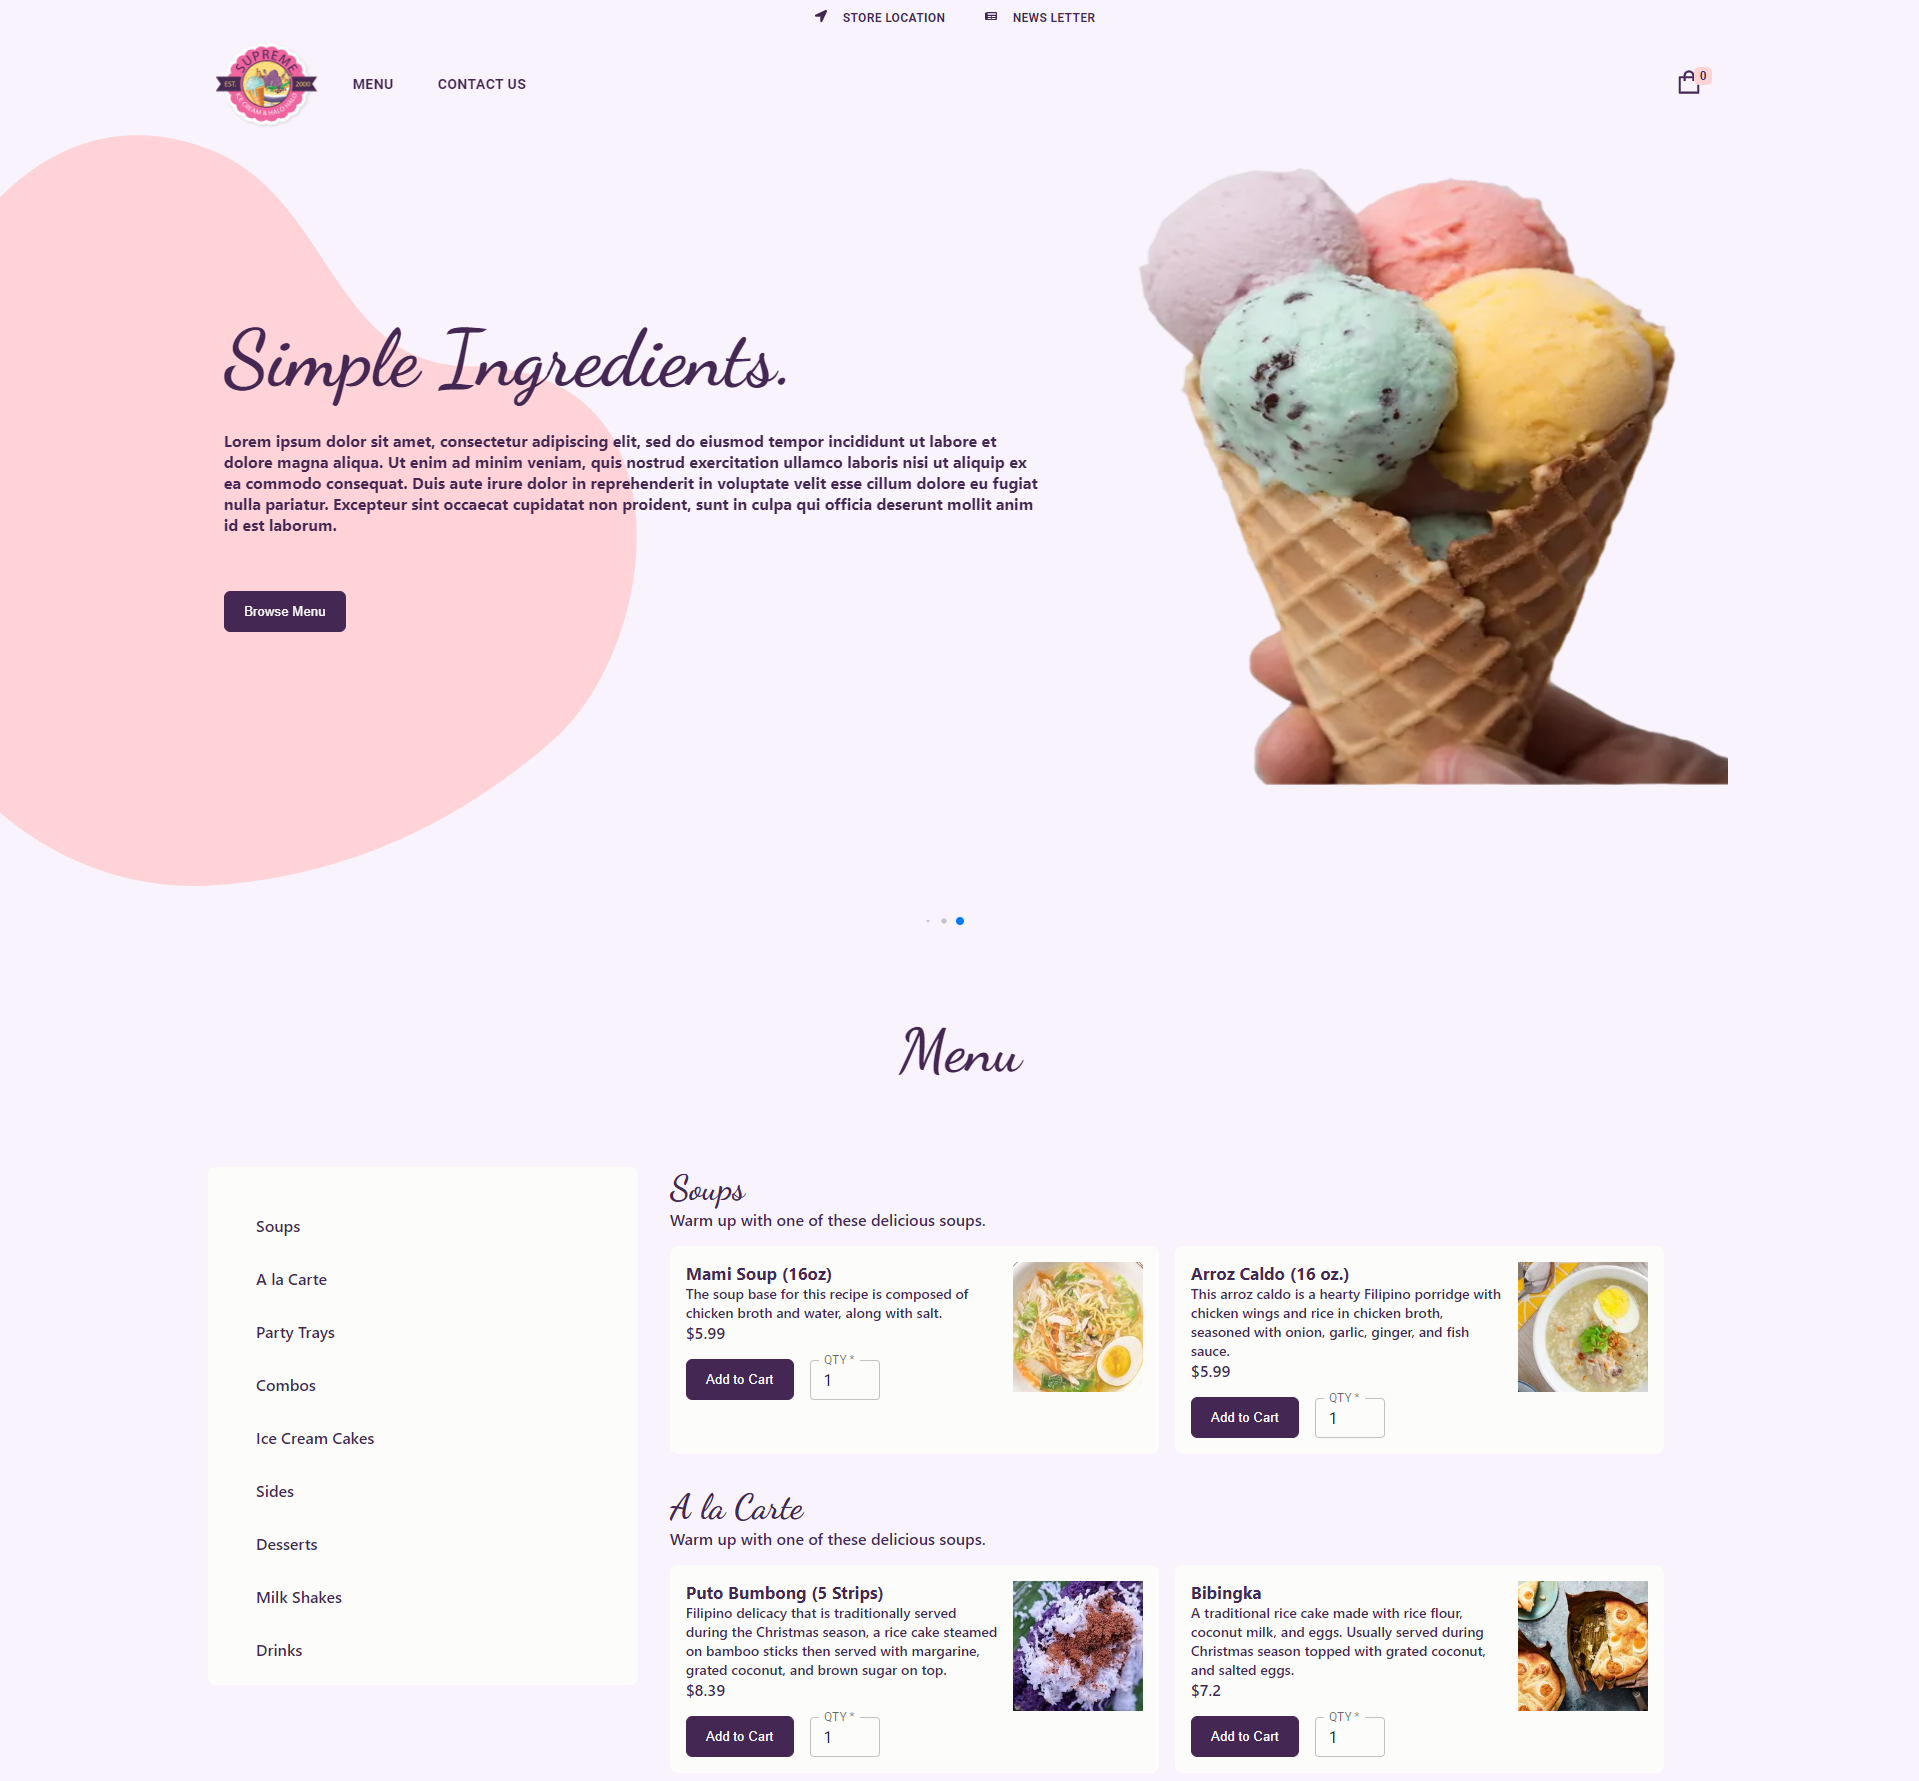 STORE LOCATION
NEWS LETTER
SUPREME
EST. 2000
ICE CREAM & HALO HALO
MENU
CONTACT US
0
Simple Ingredients.
Lorem ipsum dolor sit amet, consectetur adipiscing elit, sed do eiusmod tempor incididunt ut labore et
dolore magna aliqua. Ut enim ad minim veniam, quis nostrud exercitation ullamco laboris nisi ut aliquip ex
ea commodo consequat. Duis aute irure dolor in reprehenderit in voluptate velit esse cillum dolore eu fugiat
nulla pariatur. Excepteur sint occaecat cupidatat non proident, sunt in culpa qui officia deserunt mollit anim
id est laborum.
Browse Menu
Menu
Soups
A la Carte
Party Trays
Combos
Ice Cream Cakes
Sides
Desserts
Milk Shakes
Drinks
Soups
Warm up with one of these delicious soups.
Mami Soup (16oz)
The soup base for this recipe is composed of
chicken broth and water, along with salt.
$5.99
Add to Cart
QTY *
1
Arroz Caldo (16 oz.)
This arroz caldo is a hearty Filipino porridge with
chicken wings and rice in chicken broth,
seasoned with onion, garlic, ginger, and fish
sauce.
$5.99
Add to Cart
QTY *
1
A la Carte
Warm up with one of these delicious soups.
Puto Bumbong (5 Strips)
Filipino delicacy that is traditionally served
during the Christmas season, a rice cake steamed
on bamboo sticks then served with margarine,
grated coconut, and brown sugar on top.
$8.39
Add to Cart
QTY *
1
Bibingka
A traditional rice cake made with rice flour,
coconut milk, and eggs. Usually served during
Christmas season topped with grated coconut,
and salted eggs.
$7.2
Add to Cart
QTY *
1